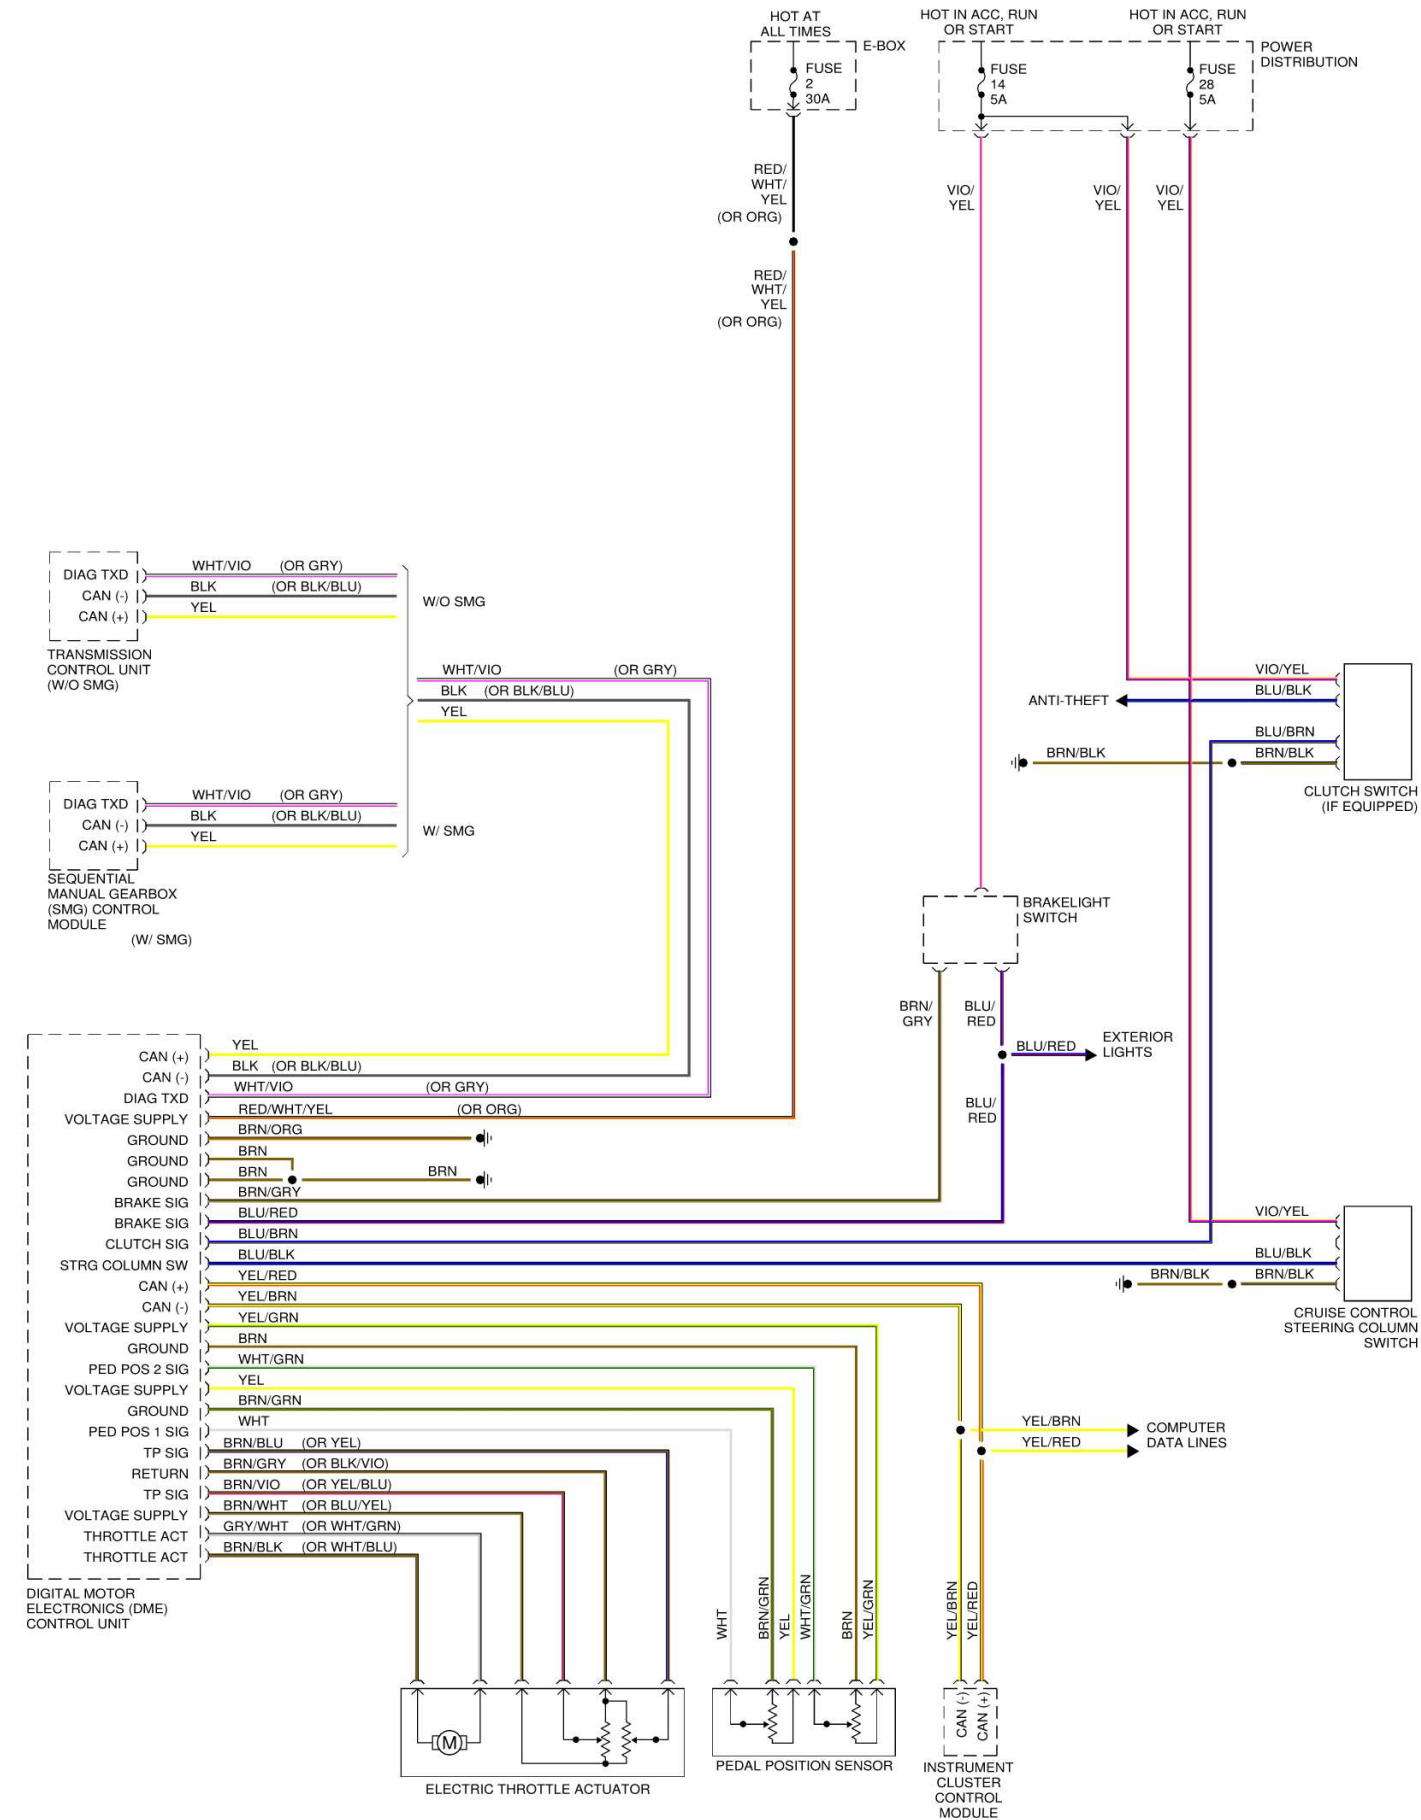 HOT AT
ALL TIMES
E-BOX
FUSE
2
30A
HOT IN ACC, RUN
OR START
HOT IN ACC, RUN
OR START
POWER
DISTRIBUTION
FUSE
14
5A
FUSE
28
5A
RED/
WHT/
YEL
(OR ORG)
VIO/
YEL
VIO/
YEL
VIO/
YEL
RED/
WHT/
YEL
(OR ORG)
DIAG TXD
CAN (-)
CAN (+)
WHT/VIO (OR GRY)
BLK (OR BLK/BLU)
YEL
W/O SMG
TRANSMISSION
CONTROL UNIT
(W/O SMG)
WHT/VIO (OR GRY)
BLK (OR BLK/BLU)
YEL
DIAG TXD
CAN (-)
CAN (+)
WHT/VIO (OR GRY)
BLK (OR BLK/BLU)
YEL
W/ SMG
SEQUENTIAL
MANUAL GEARBOX
(SMG) CONTROL
MODULE
(W/ SMG)
VIO/YEL
ANTI-THEFT
BLU/BLK
BLU/BRN
BRN/BLK
BRN/BLK
CLUTCH SWITCH
(IF EQUIPPED)
BRAKELIGHT
SWITCH
BRN/
GRY
BLU/
RED
BLU/RED
EXTERIOR
LIGHTS
BLU/
RED
CAN (+) YEL
CAN (-) BLK (OR BLK/BLU)
DIAG TXD WHT/VIO (OR GRY)
VOLTAGE SUPPLY RED/WHT/YEL (OR ORG)
GROUND BRN/ORG
GROUND BRN
GROUND BRN BRN
BRAKE SIG BRN/GRY
BRAKE SIG BLU/RED
CLUTCH SIG BLU/BRN
STRG COLUMN SW BLU/BLK
CAN (+) YEL/RED
CAN (-) YEL/BRN
VOLTAGE SUPPLY YEL/GRN
GROUND BRN
PED POS 2 SIG WHT/GRN
VOLTAGE SUPPLY YEL
GROUND BRN/GRN
PED POS 1 SIG WHT
TP SIG BRN/BLU (OR YEL)
RETURN BRN/GRY (OR BLK/VIO)
TP SIG BRN/VIO (OR YEL/BLU)
VOLTAGE SUPPLY BRN/WHT (OR BLU/YEL)
THROTTLE ACT GRY/WHT (OR WHT/GRN)
THROTTLE ACT BRN/BLK (OR WHT/BLU)
DIGITAL MOTOR
ELECTRONICS (DME)
CONTROL UNIT
VIO/YEL
BLU/BLK
BRN/BLK
BRN/BLK
CRUISE CONTROL
STEERING COLUMN
SWITCH
YEL/BRN
YEL/RED
COMPUTER
DATA LINES
WHT
BRN/GRN
YEL
WHT/GRN
BRN
YEL/GRN
YEL/BRN
YEL/RED
M
ELECTRIC THROTTLE ACTUATOR
PEDAL POSITION SENSOR
CAN (-)
CAN (+)
INSTRUMENT
CLUSTER
CONTROL
MODULE